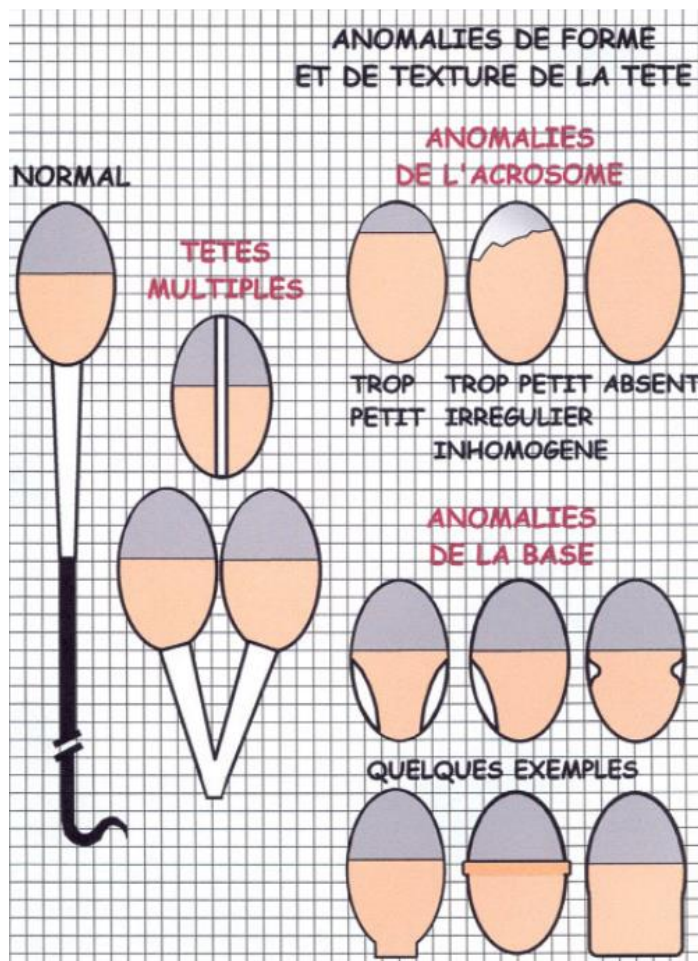 ANOMALIES DE FORME
ET DE TEXTURE DE LA TETE
NORMAL
TETES
MULTIPLES
ANOMALIES
DE L'ACROSOME
TROP
PETIT
TROP PETIT
IRREGULIER
INHOMOGENE
ABSENT
ANOMALIES
DE LA BASE
QUELQUES EXEMPLES